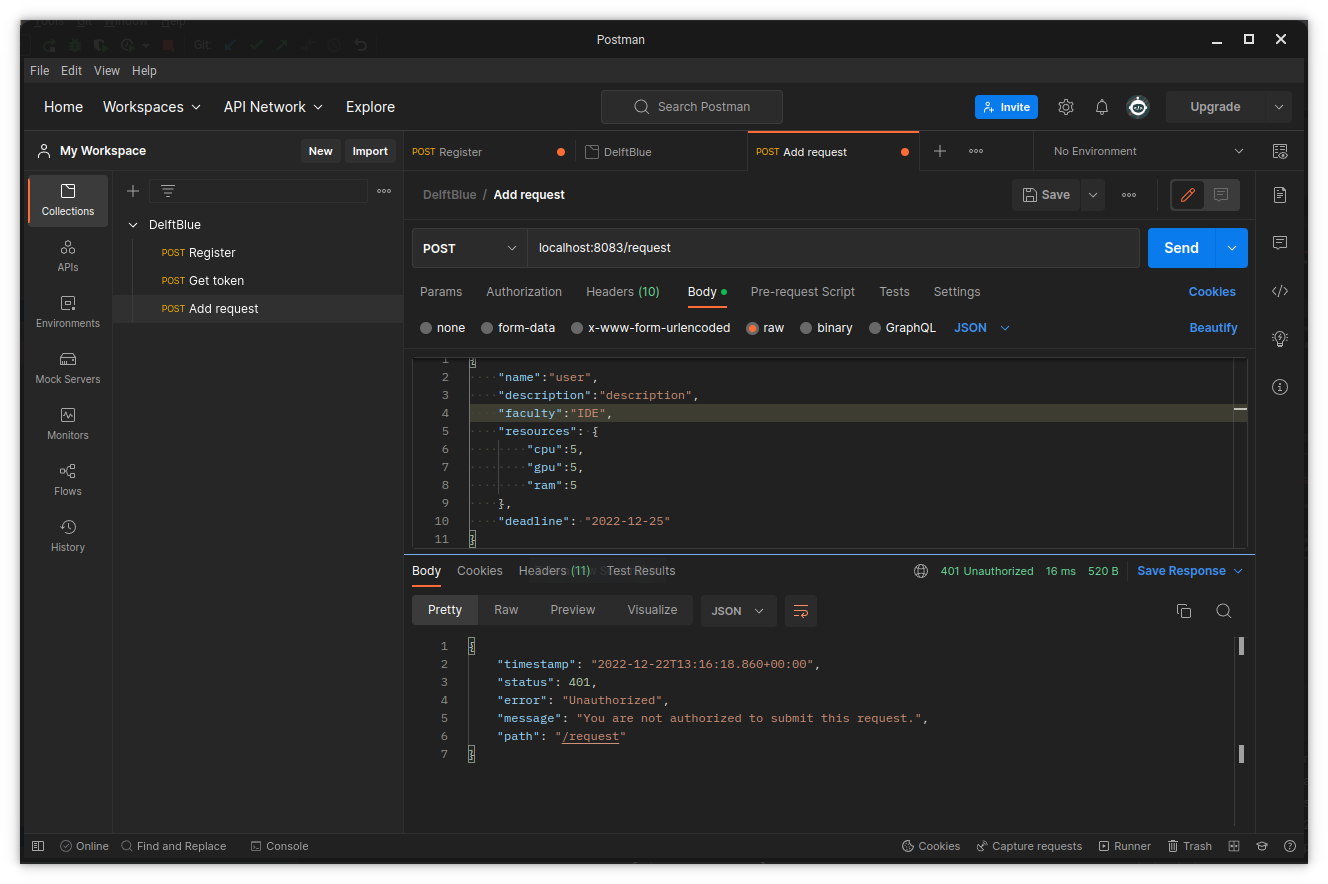 Postman
File Edit View Help
Home Workspaces API Network Explore Search Postman Invite Upgrade
My Workspace New Import
POST Register DelftBlue POST Add request No Environment
Collections
APIs
Environments
Mock Servers
Monitors
Flows
History
DelftBlue
POST Register
POST Get token
POST Add request
DelftBlue / Add request Save
POST localhost:8083/request Send
Params Authorization Headers (10) Body Pre-request Script Tests Settings Cookies
none form-data x-www-form-urlencoded raw binary GraphQL JSON Beautify
1 {
2 "name":"user",
3 "description":"description",
4 "faculty":"IDE",
5 "resources": {
6 "cpu":5,
7 "gpu":5,
8 "ram":5
9 },
10 "deadline": "2022-12-25"
11 }
Body Cookies Headers (11) Test Results 401 Unauthorized 16 ms 520 B Save Response
Pretty Raw Preview Visualize JSON
1 {
2 "timestamp": "2022-12-22T13:16:18.860+00:00",
3 "status": 401,
4 "error": "Unauthorized",
5 "message": "You are not authorized to submit this request.",
6 "path": "/request"
7 }
Online Find and Replace Console Cookies Capture requests Runner Trash